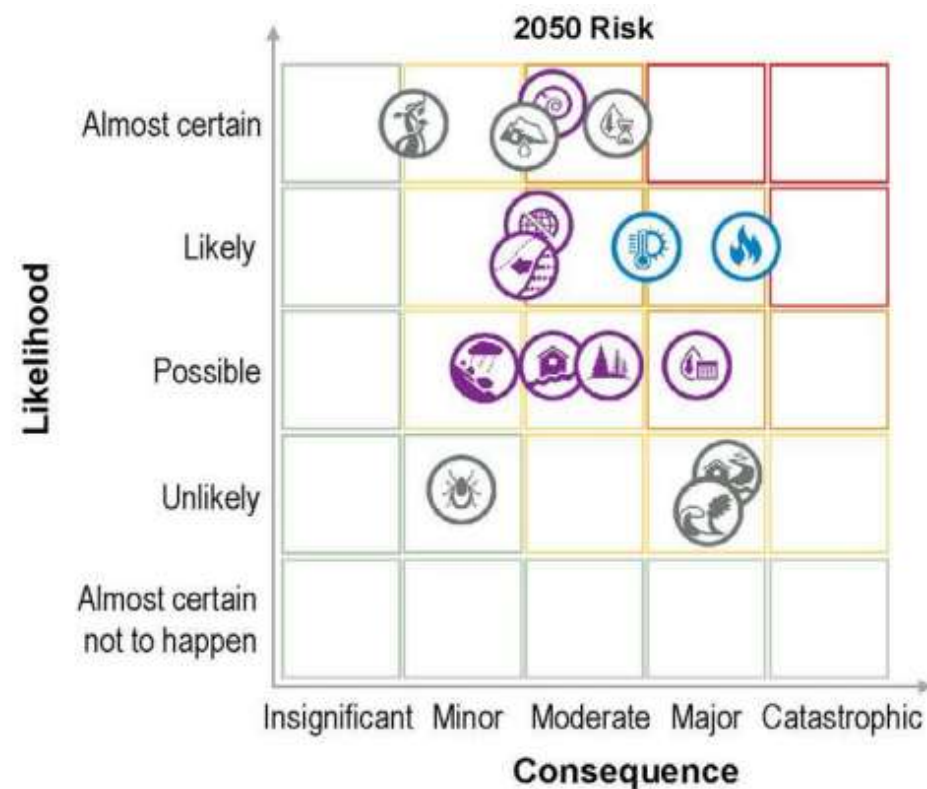 2050 Risk
Likelihood
Almost certain
Likely
Possible
Unlikely
Almost certain
not to happen
Insignificant Minor Moderate Major Catastrophic
Consequence